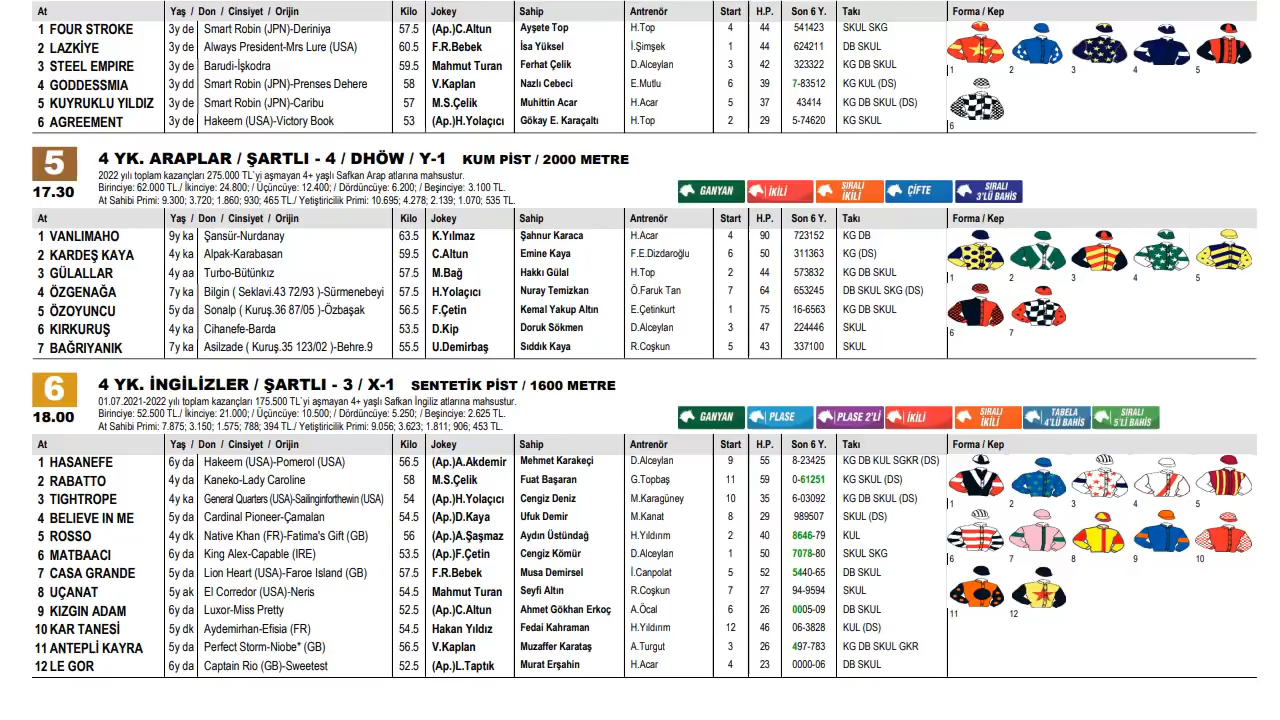 At Yaş / Don / Cinsiyet / Orijin Kilo Jokey Sahip Antrenör Start H.P. Son 6 Y. Takı Forma / Kep
1 FOUR STROKE 3y de Smart Robin (JPN)-Deriniya 57.5 (Ap.)C.Altun Ayşete Top H.Top 4 44 541423 SKUL SKG
2 LAZKİYE 3y de Always President-Mrs Lure (USA) 60.5 F.R.Bebek İsa Yüksel İ.Şimşek 1 44 624211 DB SKUL
3 STEEL EMPIRE 3y de Barudi-İşkodra 59.5 Mahmut Turan Ferhat Çelik D.Alceylan 3 42 323322 KG DB SKUL
1 2 3 4 5
4 GODDESSMIA 3y dd Smart Robin (JPN)-Prenses Dehere 58 V.Kaplan Nazlı Cebeci E.Mutlu 6 39 7-83512 KG KUL (DS)
5 KUYRUKLU YILDIZ 3y dd Smart Robin (JPN)-Caribu 57 M.S.Çelik Muhittin Acar H.Acar 5 37 43414 KG DB SKUL (DS)
6 AGREEMENT 3y de Hakeem (USA)-Victory Book 53 (Ap.)H.Yolaçıcı Gökay E. Karaçaltı H.Top 2 29 5-74620 KG SKUL
6
5 4 YK. ARAPLAR / ŞARTLI - 4 / DHÖW / Y-1 KUM PİST / 2000 METRE
17.30
2022 yılı toplam kazançları 275.000 TL`yi aşmayan 4+ yaşlı Safkan Arap atlarına mahsustur.
Birinciye: 62.000 TL./ İkinciye: 24.800; / Üçüncüye: 12.400; / Dördüncüye: 6.200; / Beşinciye: 3.100 TL.
At Sahibi Primi: 9.300; 3.720; 1.860; 930; 465 TL./ Yetiştiricilik Primi: 10.695; 4.278; 2.139; 1.070; 535 TL.
GANYAN İKİLİ SIRALI İKİLİ ÇİFTE SIRALI 3'LÜ BAHİS
At Yaş / Don / Cinsiyet / Orijin Kilo Jokey Sahip Antrenör Start H.P. Son 6 Y. Takı Forma / Kep
1 VANLIMAHO 9y ka Şansür-Nurdanay 63.5 K.Yılmaz Şahnur Karaca H.Acar 4 90 723152 KG DB
2 KARDEŞ KAYA 4y ka Alpak-Karabasan 59.5 C.Altun Emine Kaya F.E.Dizdaroğlu 6 50 311363 KG (DS)
3 GÜLALLAR 4y aa Turbo-Bütünkız 57.5 M.Bağ Hakkı Gülal H.Top 2 44 573832 KG DB SKUL
1 2 3 4 5
4 ÖZGENAĞA 7y ka Bilgin ( Seklavi.43 72/93 )-Sürmenebeyi 57.5 H.Yolaçıcı Nuray Temizkan Ö.Faruk Tan 7 64 653245 DB SKUL SKG (DS)
5 ÖZOYUNCU 5y da Sonalp ( Kuruş.36 87/05 )-Özbaşak 56.5 F.Çetin Kemal Yakup Altın E.Çetinkurt 1 75 16-6563 KG DB SKUL
6 KIRKURUŞ 4y ka Cihanefe-Barda 53.5 D.Kip Doruk Sökmen D.Alceylan 3 47 224446 SKUL
6 7
7 BAĞRIYANIK 7y ka Asilzade ( Kuruş.35 123/02 )-Behre.9 55.5 U.Demirbaş Sıddık Kaya R.Coşkun 5 43 337100 SKUL
6 4 YK. İNGİLİZLER / ŞARTLI - 3 / X-1 SENTETİK PİST / 1600 METRE
18.00
01.07.2021-2022 yılı toplam kazançları 175.500 TL`yi aşmayan 4+ yaşlı Safkan İngiliz atlarına mahsustur.
Birinciye: 52.500 TL./ İkinciye: 21.000; / Üçüncüye: 10.500; / Dördüncüye: 5.250; / Beşinciye: 2.625 TL.
At Sahibi Primi: 7.875; 3.150; 1.575; 788; 394 TL./ Yetiştiricilik Primi: 9.056; 3.623; 1.811; 906; 453 TL.
GANYAN PLASE PLASE 2'Lİ İKİLİ SIRALI İKİLİ TABELA 4'LÜ BAHİS SIRALI 5'Lİ BAHİS
At Yaş / Don / Cinsiyet / Orijin Kilo Jokey Sahip Antrenör Start H.P. Son 6 Y. Takı Forma / Kep
1 HASANEFE 6y da Hakeem (USA)-Pomerol (USA) 56.5 (Ap.)A.Akdemir Mehmet Karakeçi D.Alceylan 9 55 8-23425 KG DB KUL SGKR (DS)
2 RABATTO 4y da Kaneko-Lady Caroline 58 M.S.Çelik Fuat Başaran G.Topbaş 11 59 0-61251 KG SKUL (DS)
3 TIGHTROPE 4y ka General Quarters (USA)-Sailinginforthewin (USA) 54 (Ap.)H.Yolaçıcı Cengiz Deniz M.Karagüney 10 35 6-03092 KG DB SKUL (DS)
1 2 3 4 5
4 BELIEVE IN ME 5y da Cardinal Pioneer-Çamalan 54.5 (Ap.)D.Kaya Ufuk Demir M.Kanat 8 29 989507 SKUL (DS)
5 ROSSO 4y dk Native Khan (FR)-Fatima's Gift (GB) 56 (Ap.)A.Şaşmaz Aydın Üstündağ H.Yıldırım 2 40 8646-79 KUL
6 MATBAACI 6y da King Alex-Capable (IRE) 53.5 (Ap.)F.Çetin Cengiz Kömür D.Alceylan 1 50 7078-80 SKUL SKG
6 7 8 9 10
7 CASA GRANDE 5y da Lion Heart (USA)-Faroe Island (GB) 57.5 F.R.Bebek Musa Demirsel İ.Canpolat 5 52 5440-65 DB SKUL
8 UÇANAT 5y ak El Corredor (USA)-Neris 54.5 Mahmut Turan Seyfi Altın R.Coşkun 7 27 94-9594 SKUL
9 KIZGIN ADAM 6y da Luxor-Miss Pretty 52.5 (Ap.)C.Altun Ahmet Gökhan Erkoç A.Öcal 6 26 0005-09 DB SKUL
11 12
10 KAR TANESİ 5y dk Aydemirhan-Efisia (FR) 54.5 Hakan Yıldız Fedai Kahraman H.Yıldırım 12 46 06-3828 KUL (DS)
11 ANTEPLİ KAYRA 5y da Perfect Storm-Niobe* (GB) 56.5 V.Kaplan Muzaffer Karataş A.Turgut 3 26 497-783 KG DB SKUL GKR
12 LE GOR 6y da Captain Rio (GB)-Sweetest 52.5 (Ap.)L.Taptık Murat Erşahin H.Acar 4 23 0000-06 DB SKUL